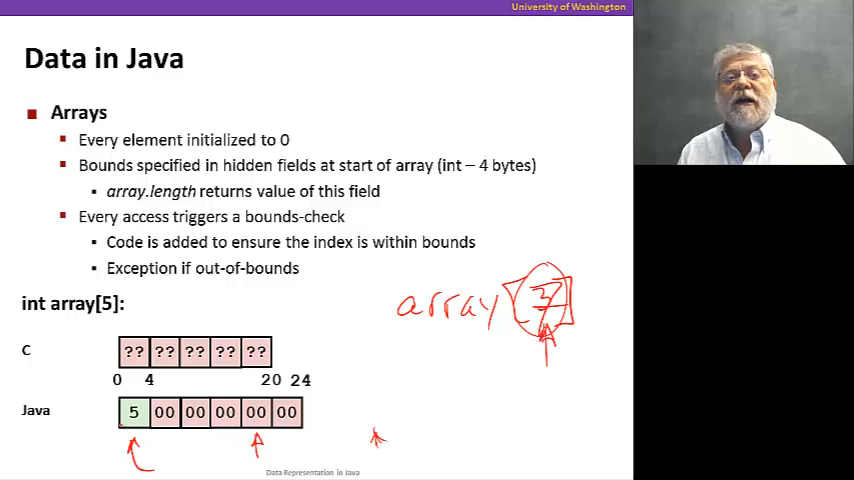 University of Washington
Data in Java
■ Arrays
▪ Every element initialized to 0
▪ Bounds specified in hidden fields at start of array (int – 4 bytes)
▪ array.length returns value of this field
▪ Every access triggers a bounds-check
▪ Code is added to ensure the index is within bounds
▪ Exception if out-of-bounds
array[37]
int array[5]:
C ?? ?? ?? ?? ??
0 4 20 24
Java 5 00 00 00 00 00
Data Representation in Java